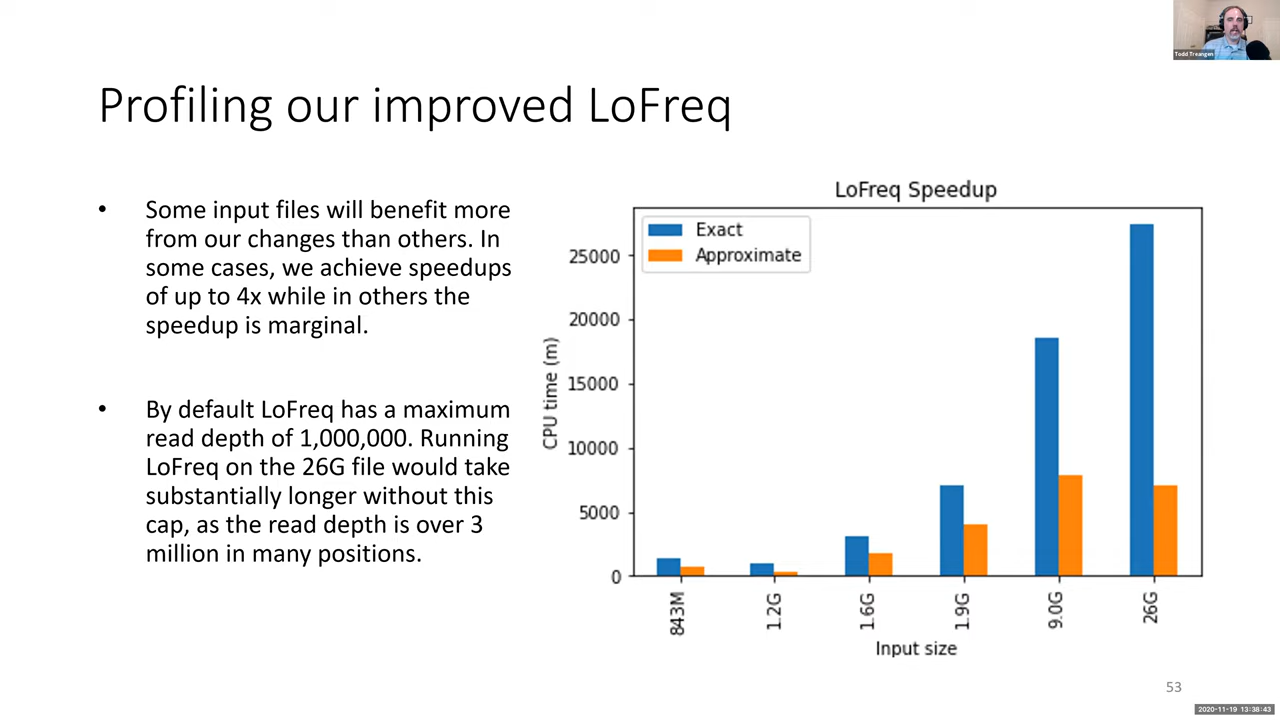 Todd Treangen
Profiling our improved LoFreq
• Some input files will benefit more
from our changes than others. In
some cases, we achieve speedups
of up to 4x while in others the
speedup is marginal.
• By default LoFreq has a maximum
read depth of 1,000,000. Running
LoFreq on the 26G file would take
substantially longer without this
cap, as the read depth is over 3
million in many positions.
LoFreq Speedup
Exact
Approximate
CPU time (m)
25000
20000
15000
10000
5000
0
843M
1.2G
1.6G
1.9G
9.0G
26G
Input size
53
2020-11-19 13:38:43